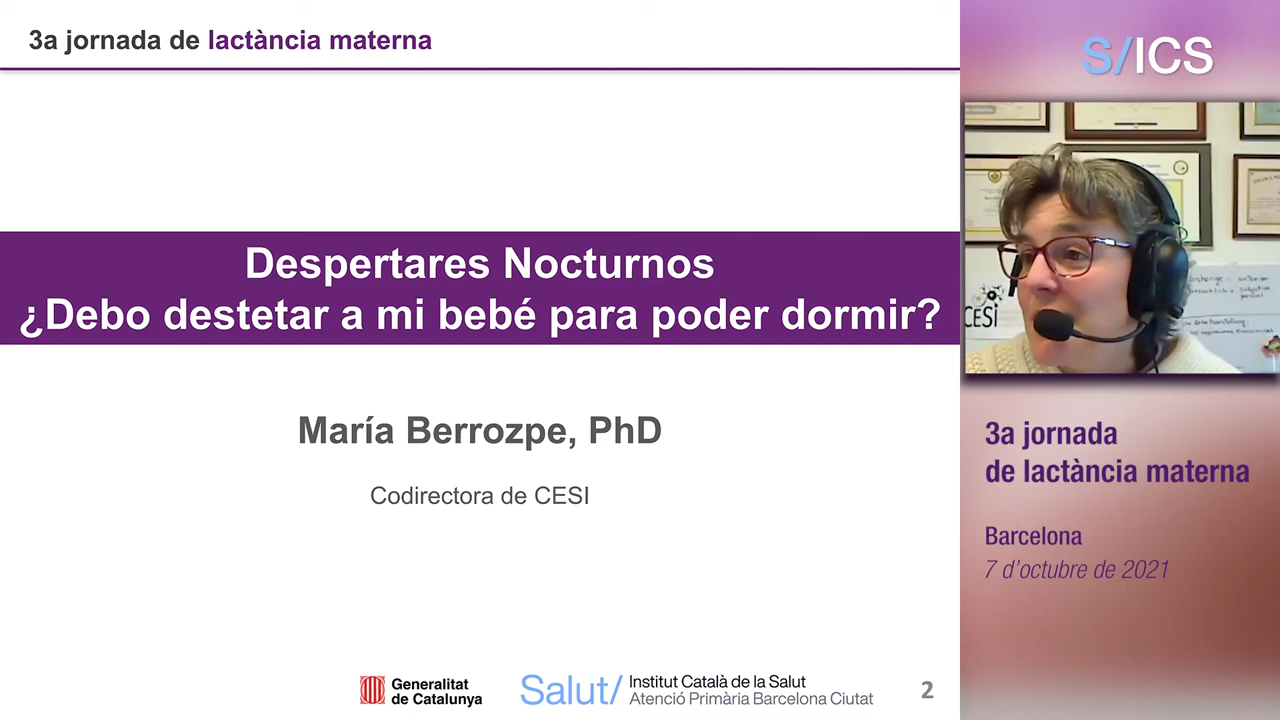 3a jornada de lactància materna
Despertares Nocturnos
¿Debo destetar a mi bebé para poder dormir?
María Berrozpe, PhD
Codirectora de CESI
Generalitat
de Catalunya
Salut/
Institut Català de la Salut
Atenció Primària Barcelona Ciutat
2
S/ICS
CESI
3a jornada
de lactància materna
Barcelona
7 d'octubre de 2021